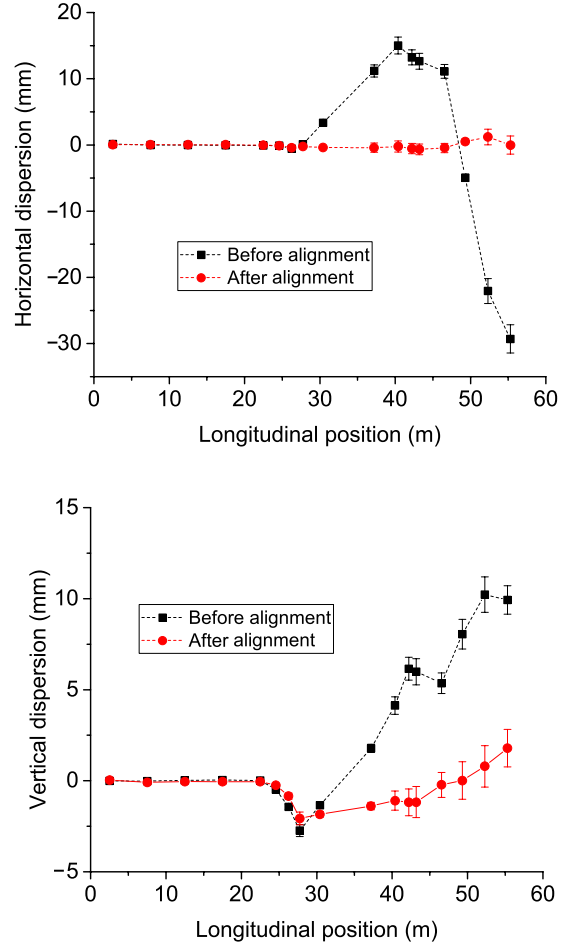 20
10
0
−10
−20
−30
Horizontal dispersion (mm)
Before alignment
After alignment
0 10 20 30 40 50 60
Longitudinal position (m)
15
10
5
0
−5
Vertical dispersion (mm)
Before alignment
After alignment
0 10 20 30 40 50 60
Longitudinal position (m)